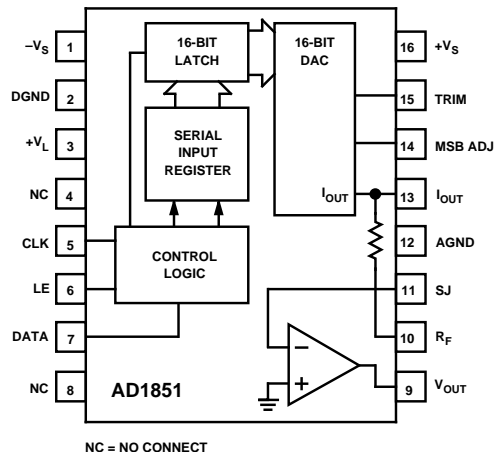 –VS 1
DGND 2
+VL 3
NC 4
CLK 5
LE 6
DATA 7
NC 8
16-BIT
LATCH
SERIAL
INPUT
REGISTER
CONTROL
LOGIC
16-BIT
DAC
IOUT
–
+
AD1851
16 +VS
15 TRIM
14 MSB ADJ
13 IOUT
12 AGND
11 SJ
10 RF
9 VOUT
NC = NO CONNECT